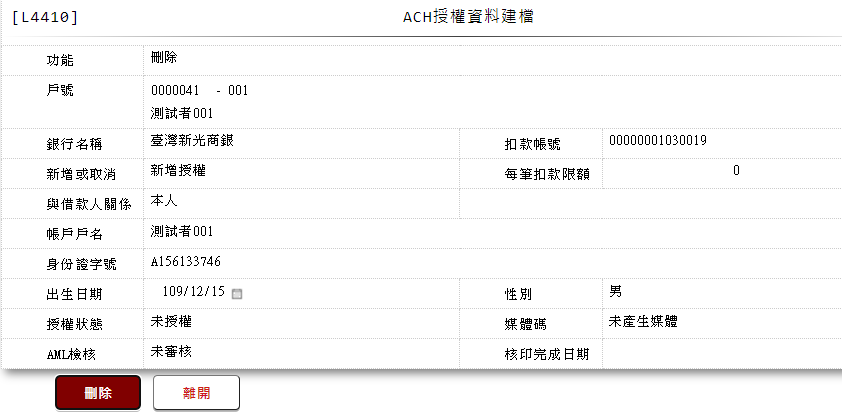 [L4410] ACH授權資料建檔
功能 刪除
戶號 0000041 - 001
測試者001
銀行名稱 臺灣新光商銀 扣款帳號 00000001030019
新增或取消 新增授權 每筆扣款限額 0
與借款人關係 本人
帳戶戶名 測試者001
身份證字號 A156133746
出生日期 109/12/15 性別 男
授權狀態 未授權 媒體碼 未產生媒體
AML檢核 未審核 核印完成日期
刪除 離開